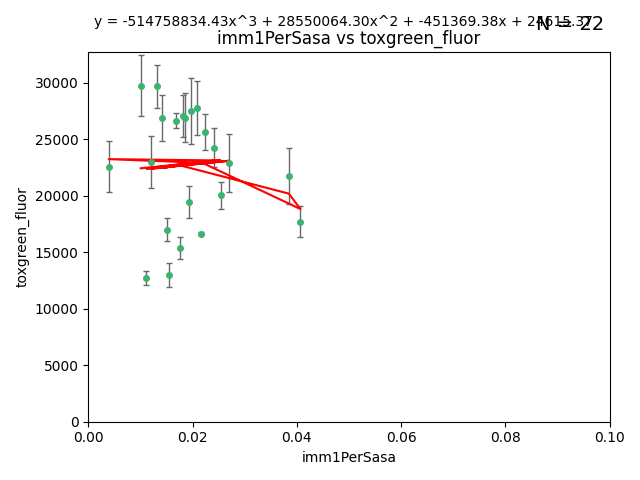 y = -514758834.43x^3 + 28550064.30x^2 + -451369.38x + 24615.37
N = 22
imm1PerSasa vs toxgreen_fluor
30000
25000
20000
15000
10000
5000
0
toxgreen_fluor
0.00 0.02 0.04 0.06 0.08 0.10
imm1PerSasa